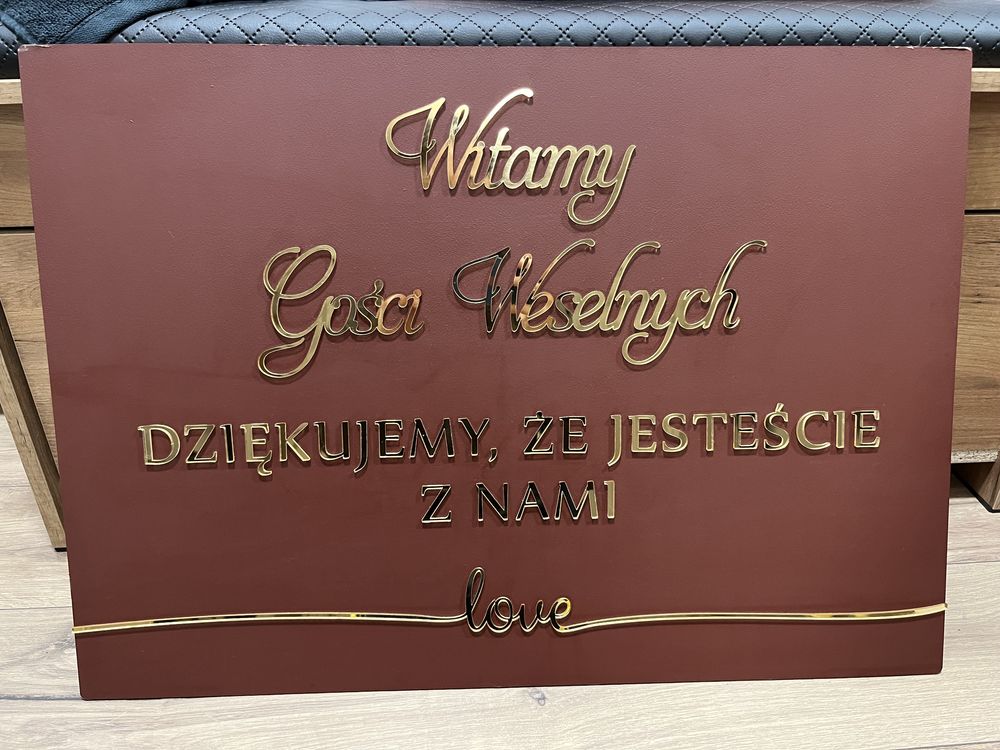 Witamy
Gości Weselnych
DZIĘKUJEMY, ŻE JESTEŚCIE
Z NAMI
love